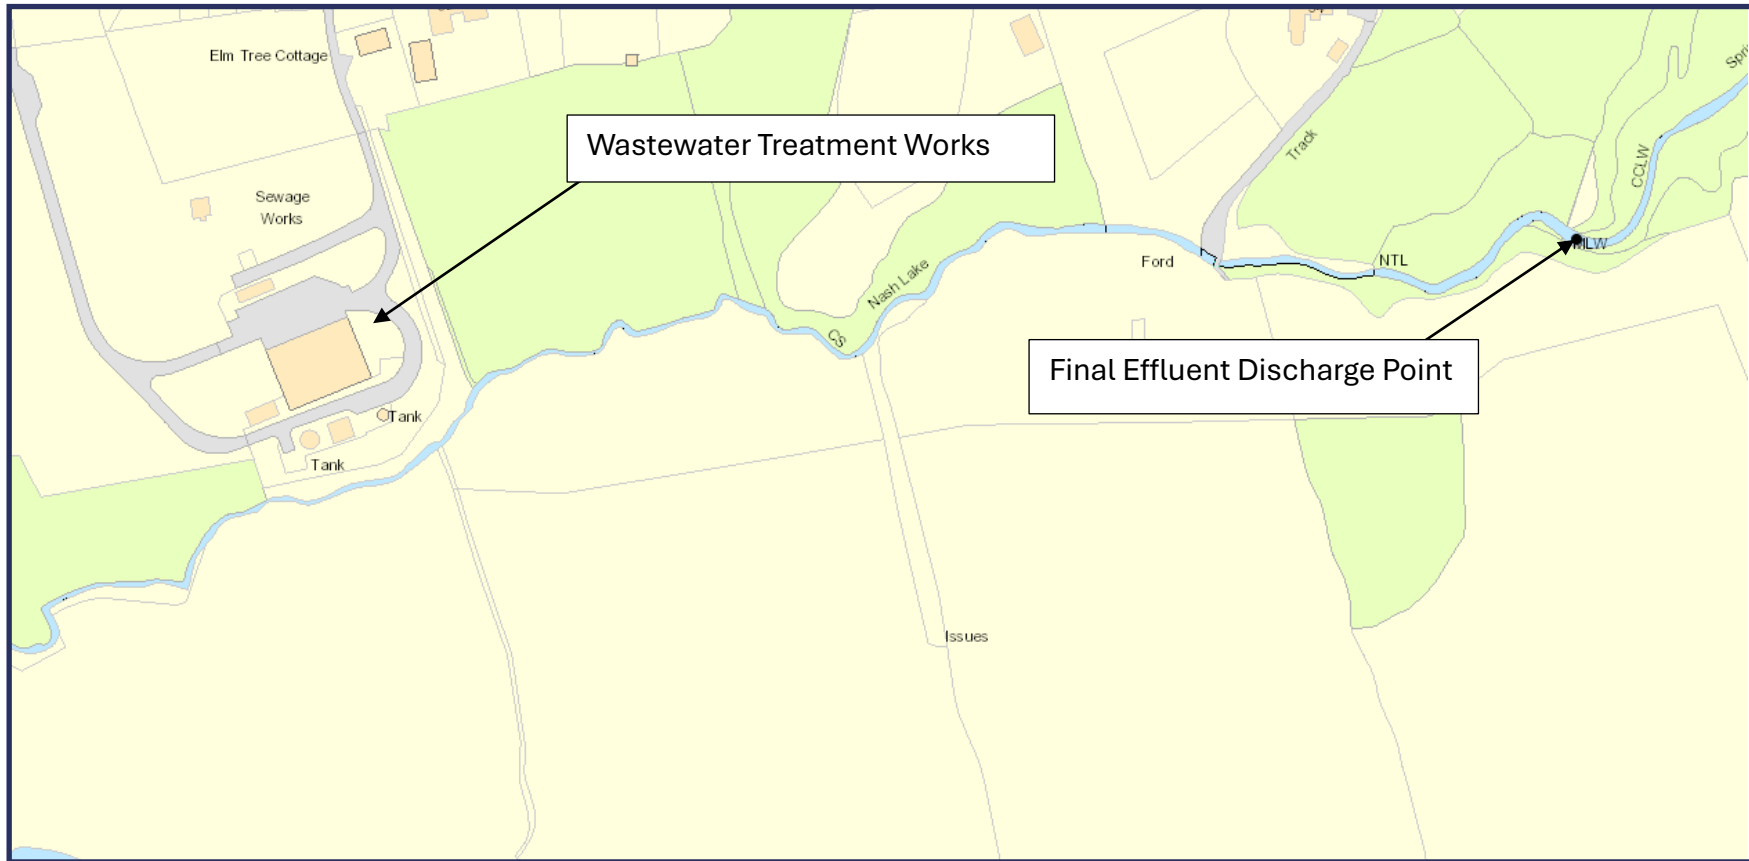 Elm Tree Cottage
Wastewater Treatment Works
Track
CCLW
Sewage
Works
MLW
Nash Lake
Ford
NTL
CS
Final Effluent Discharge Point
Tank
Tank
Issues